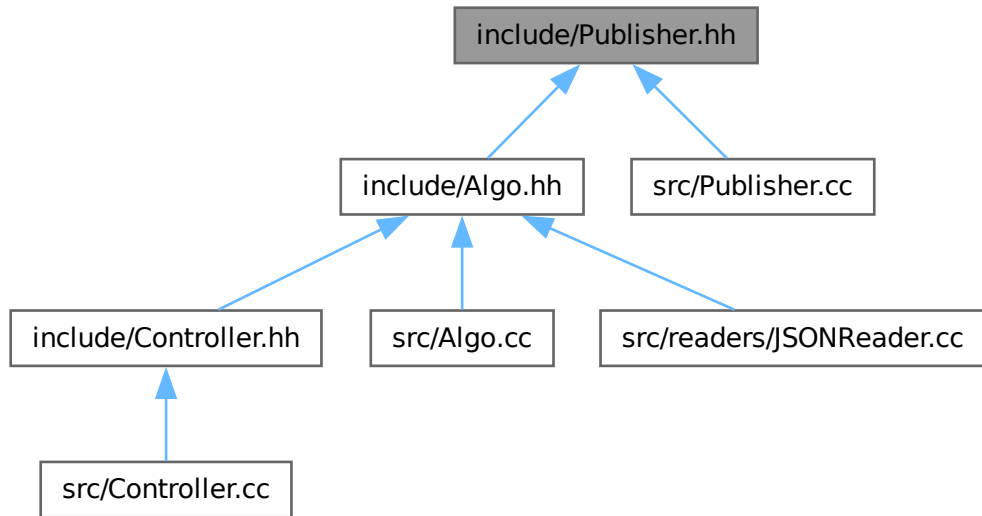 include/Publisher.hh
include/Algo.hh
src/Publisher.cc
include/Controller.hh
src/Algo.cc
src/readers/JSONReader.cc
src/Controller.cc